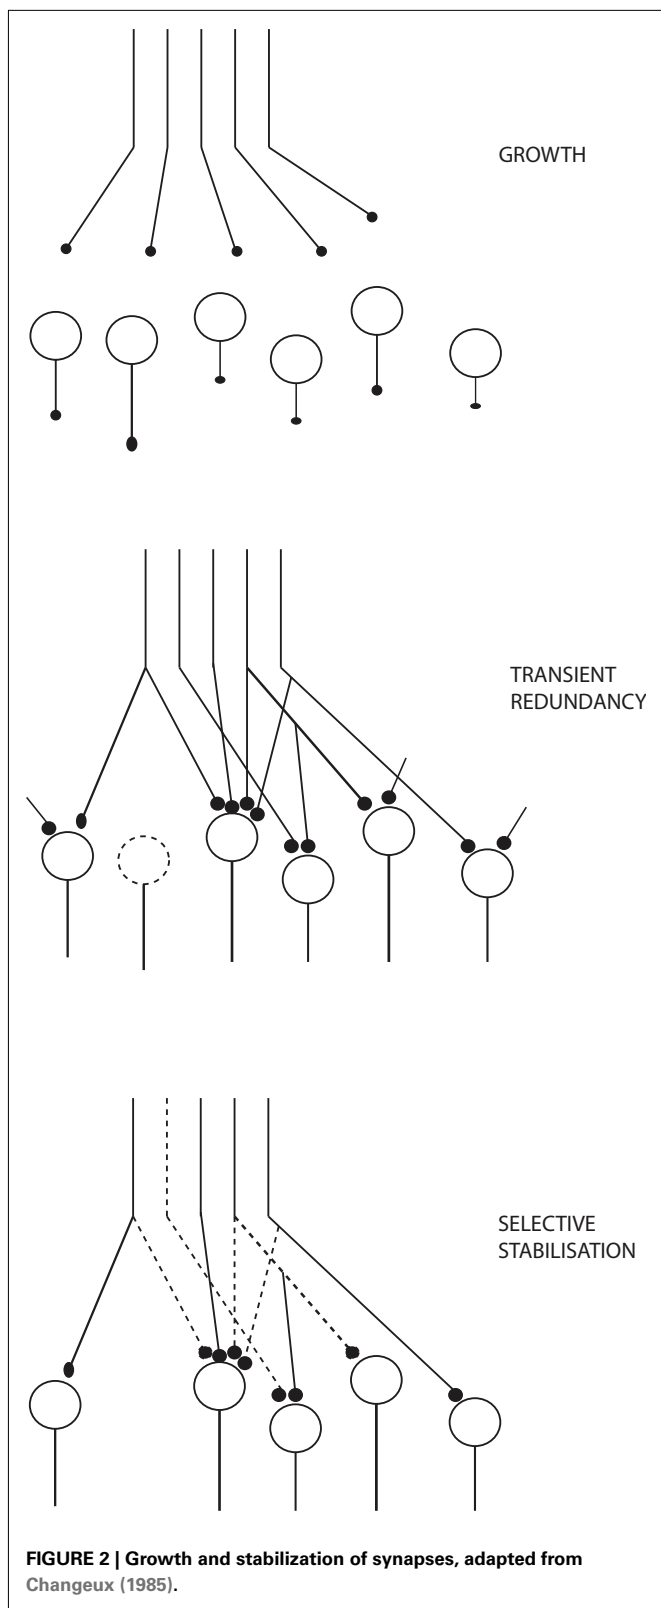 GROWTH
TRANSIENT
REDUNDANCY
SELECTIVE
STABILISATION
FIGURE 2 | Growth and stabilization of synapses, adapted from
Changeux (1985).